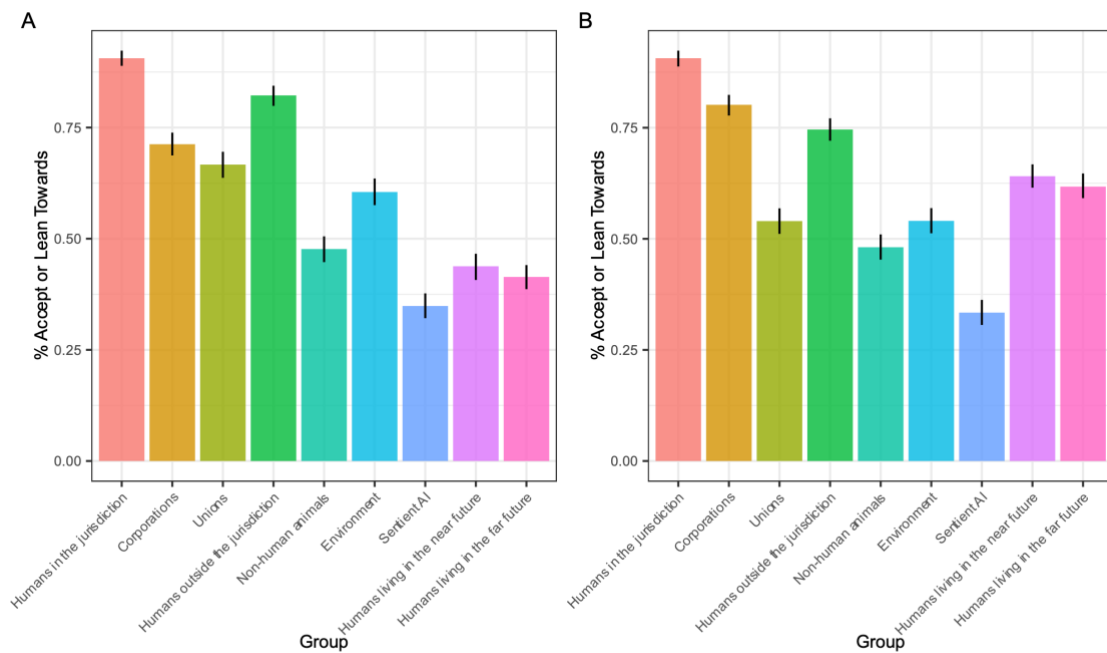 A
% Accept or Lean Towards
0.75
0.50
0.25
0.00
Humans in the jurisdiction
Corporations
Unions
Humans outside the jurisdiction
Non-human animals
Environment
Sentient AI
Humans living in the near future
Humans living in the far future
Group
B
% Accept or Lean Towards
0.75
0.50
0.25
0.00
Humans in the jurisdiction
Corporations
Unions
Humans outside the jurisdiction
Non-human animals
Environment
Sentient AI
Humans living in the near future
Humans living in the far future
Group